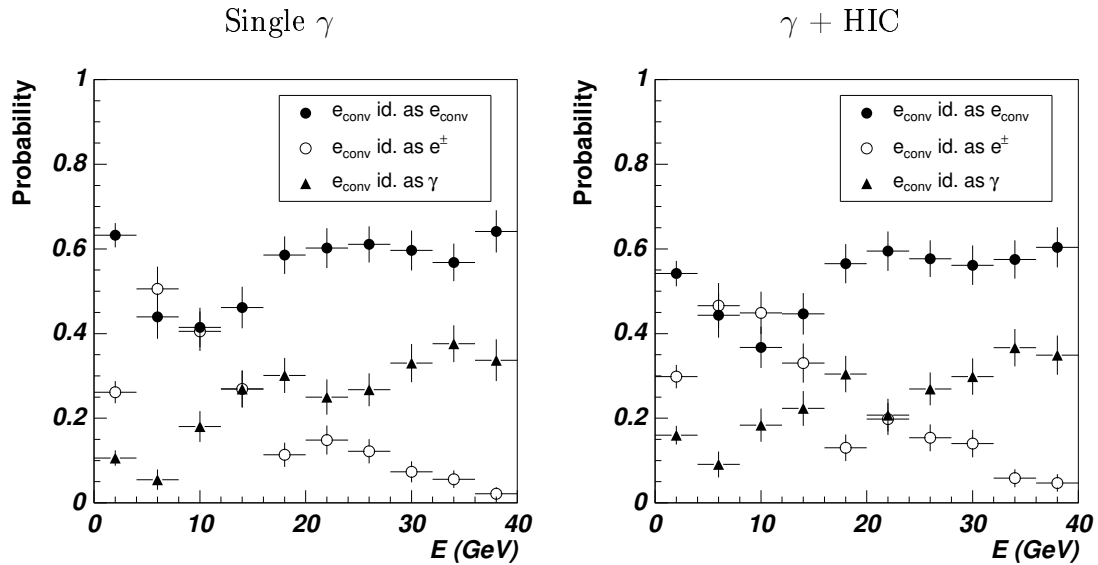 Single γ
γ + HIC
Probability
1
0.8
0.6
0.4
0.2
0
e_conv id. as e_conv
e_conv id. as e^±
e_conv id. as γ
0 10 20 30 40
E (GeV)
Probability
1
0.8
0.6
0.4
0.2
0
e_conv id. as e_conv
e_conv id. as e^±
e_conv id. as γ
0 10 20 30 40
E (GeV)